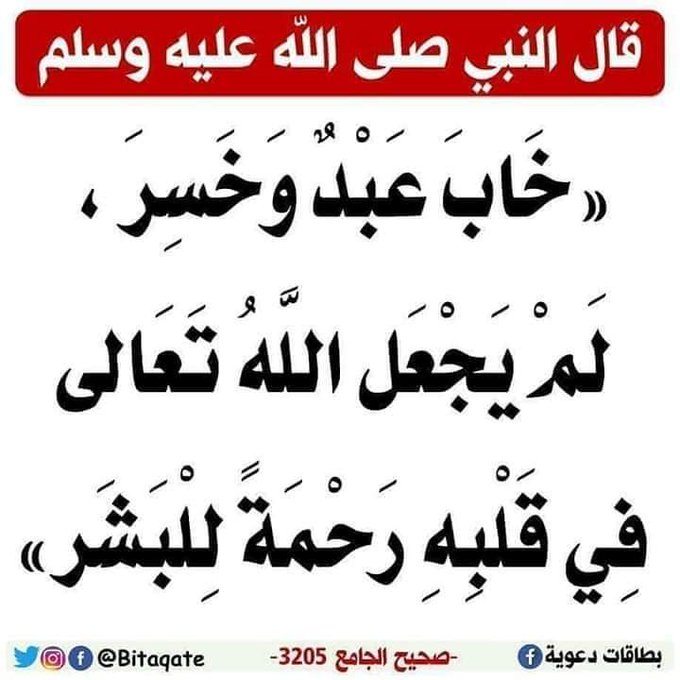 قال النبي صلى الله عليه وسلم
«خَابَ عَبْدٌ وَخَسِرَ ،
لَمْ يَجْعَل اللَّهُ تَعَالى
فِي قَلْبِهِ رَحْمَةً لِلْبَشَر»
بطاقات دعوية -صحيح الجامع 3205- @Bitaqate